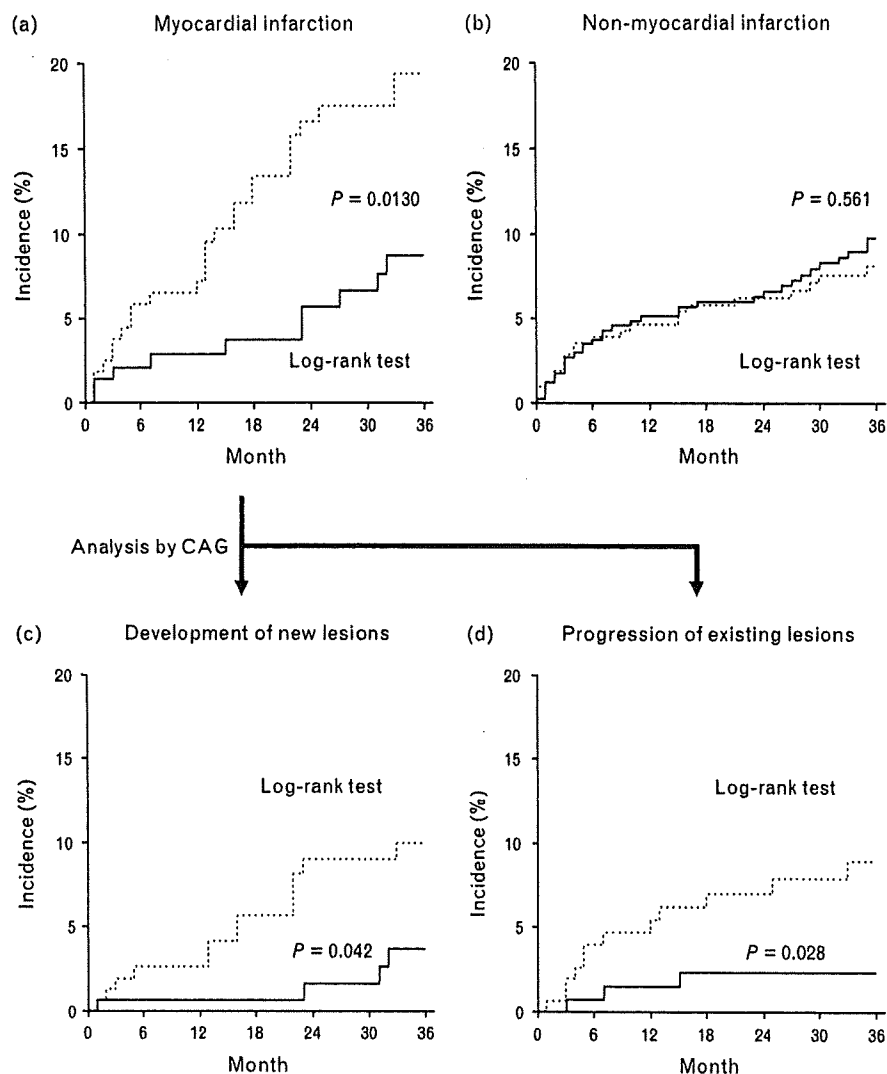 (a) Myocardial infarction
20
15
10
5
0
Incidence (%)
P = 0.0130
Log-rank test
0 6 12 18 24 30 36
Month
(b) Non-myocardial infarction
20
15
10
5
0
Incidence (%)
P = 0.561
Log-rank test
0 6 12 18 24 30 36
Month
Analysis by CAG
(c) Development of new lesions
20
15
10
5
0
Incidence (%)
Log-rank test
P = 0.042
0 6 12 18 24 30 36
Month
(d) Progression of existing lesions
20
15
10
5
0
Incidence (%)
Log-rank test
P = 0.028
0 6 12 18 24 30 36
Month